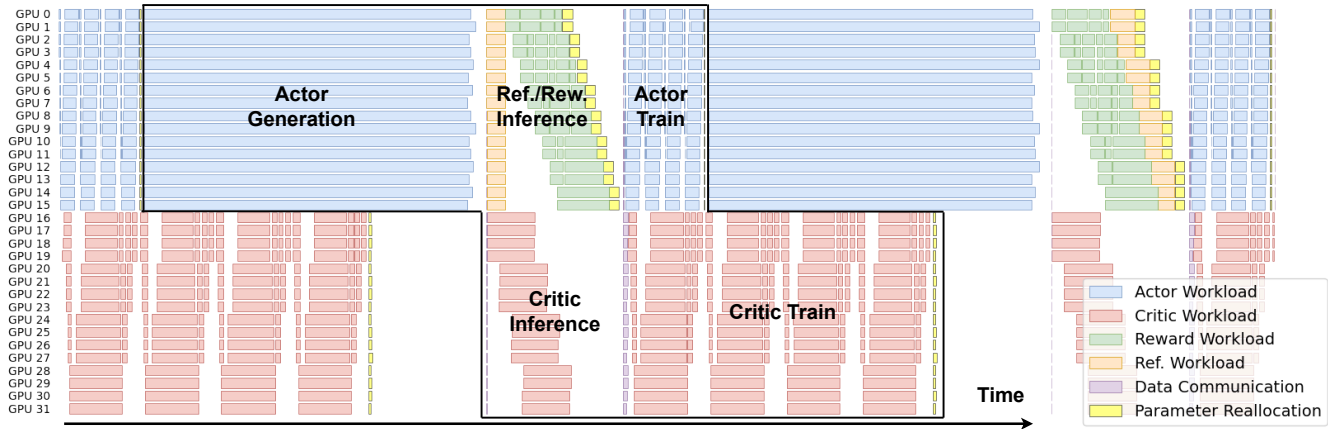 GPU 0
GPU 1
GPU 2
GPU 3
GPU 4
GPU 5
GPU 6
GPU 7
GPU 8
GPU 9
GPU 10
GPU 11
GPU 12
GPU 13
GPU 14
GPU 15
GPU 16
GPU 17
GPU 18
GPU 19
GPU 20
GPU 21
GPU 22
GPU 23
GPU 24
GPU 25
GPU 26
GPU 27
GPU 28
GPU 29
GPU 30
GPU 31
Actor
Generation
Ref./Rew.
Inference
Actor
Train
Critic
Inference
Critic Train
Time
Actor Workload
Critic Workload
Reward Workload
Ref. Workload
Data Communication
Parameter Reallocation